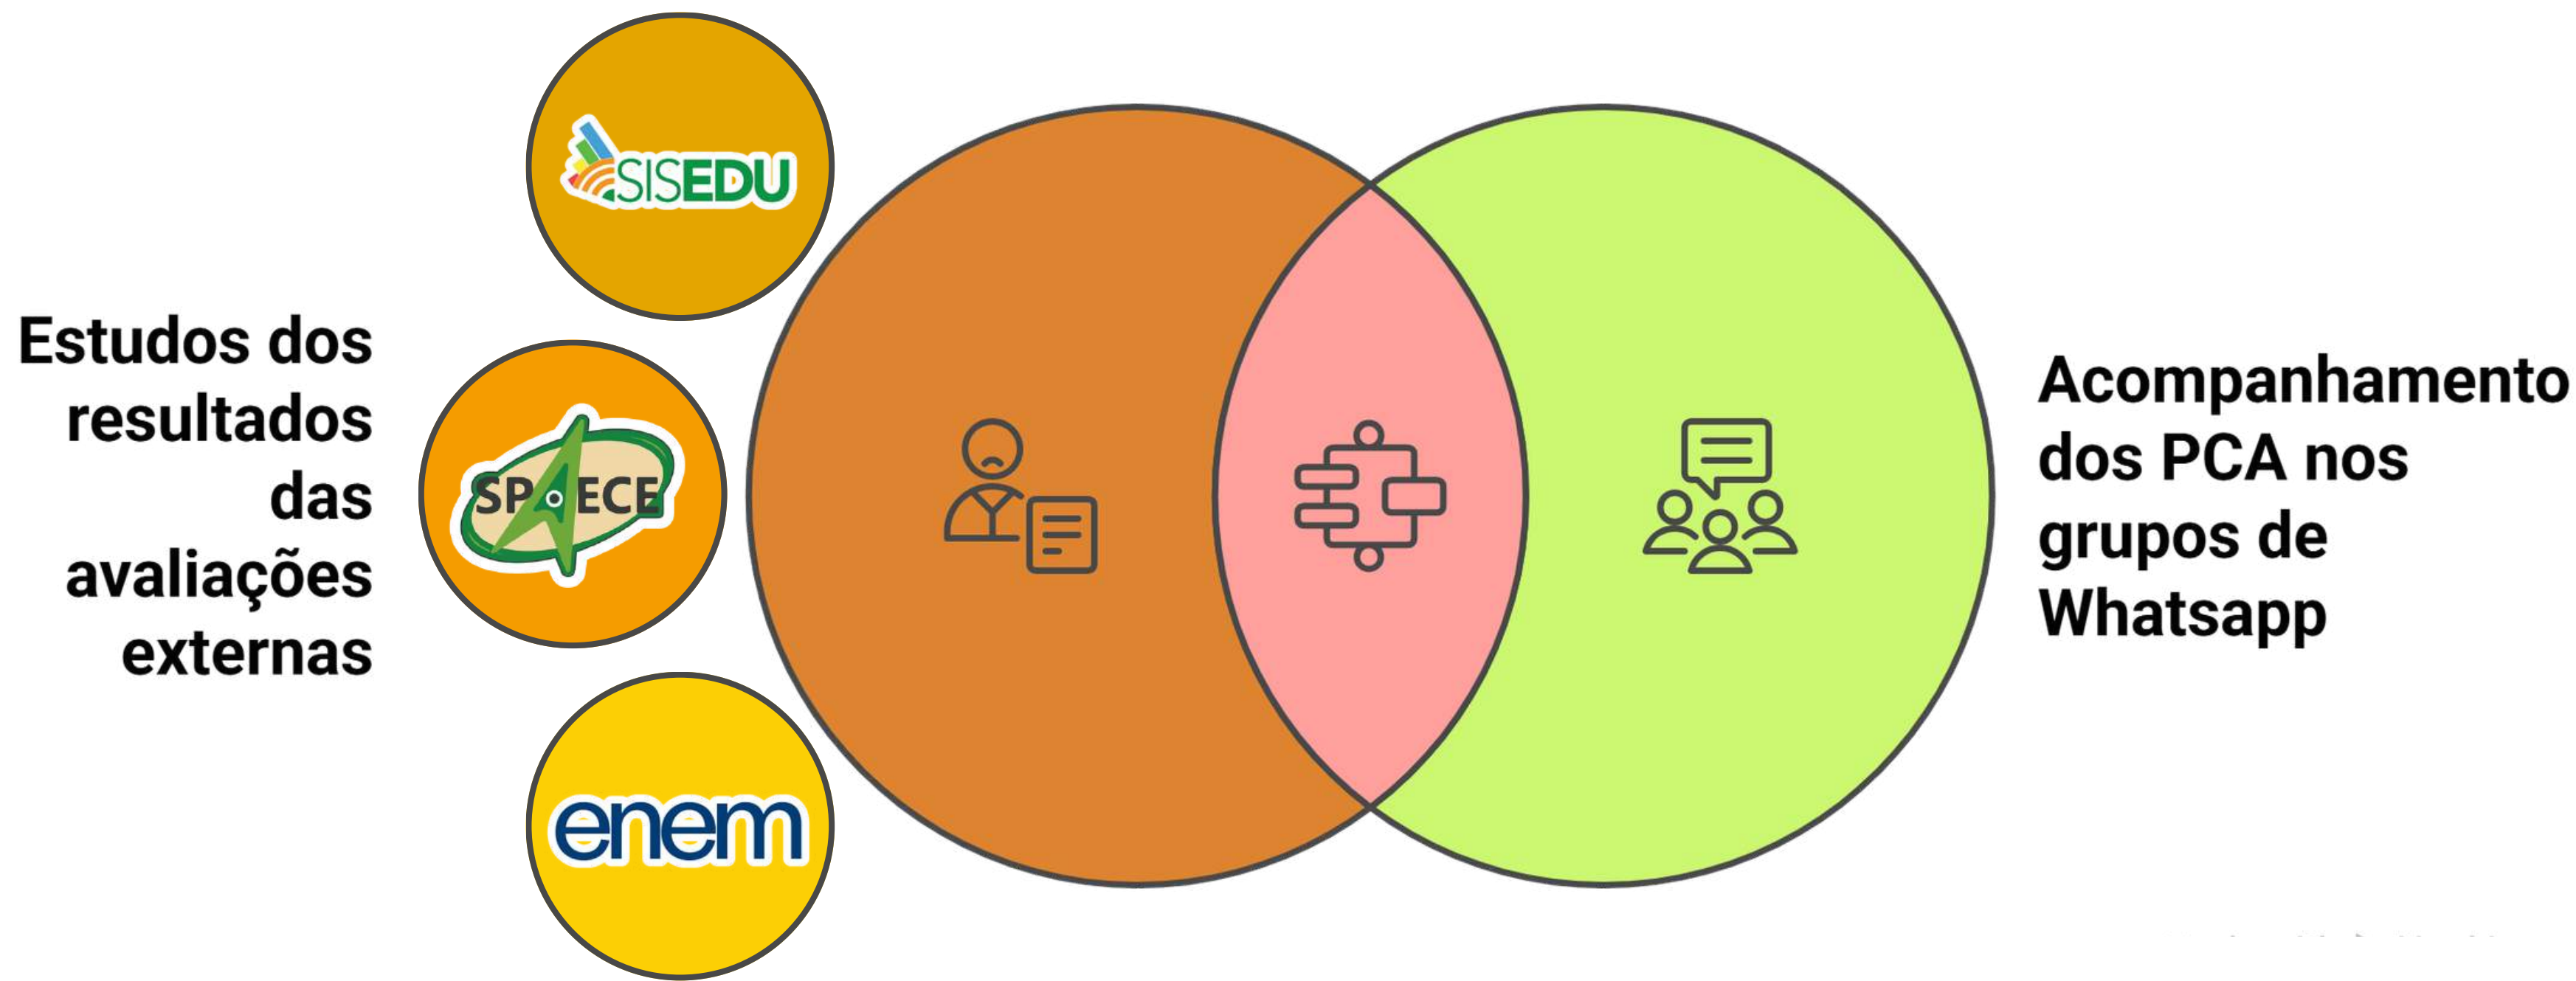 Estudos dos
resultados
das
avaliações
externas
SISEDU
SPAECE
enem
Acompanhamento
dos PCA nos
grupos de
Whatsapp